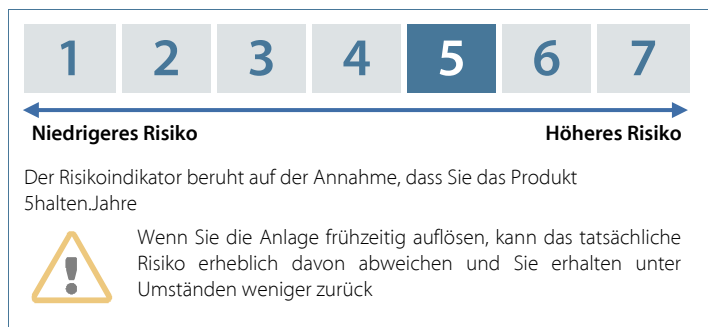 1 2 3 4 5 6 7
Niedrigeres Risiko Höheres Risiko
Der Risikoindikator beruht auf der Annahme, dass Sie das Produkt
5halten.Jahre
Wenn Sie die Anlage frühzeitig auflösen, kann das tatsächliche
Risiko erheblich davon abweichen und Sie erhalten unter
Umständen weniger zurück